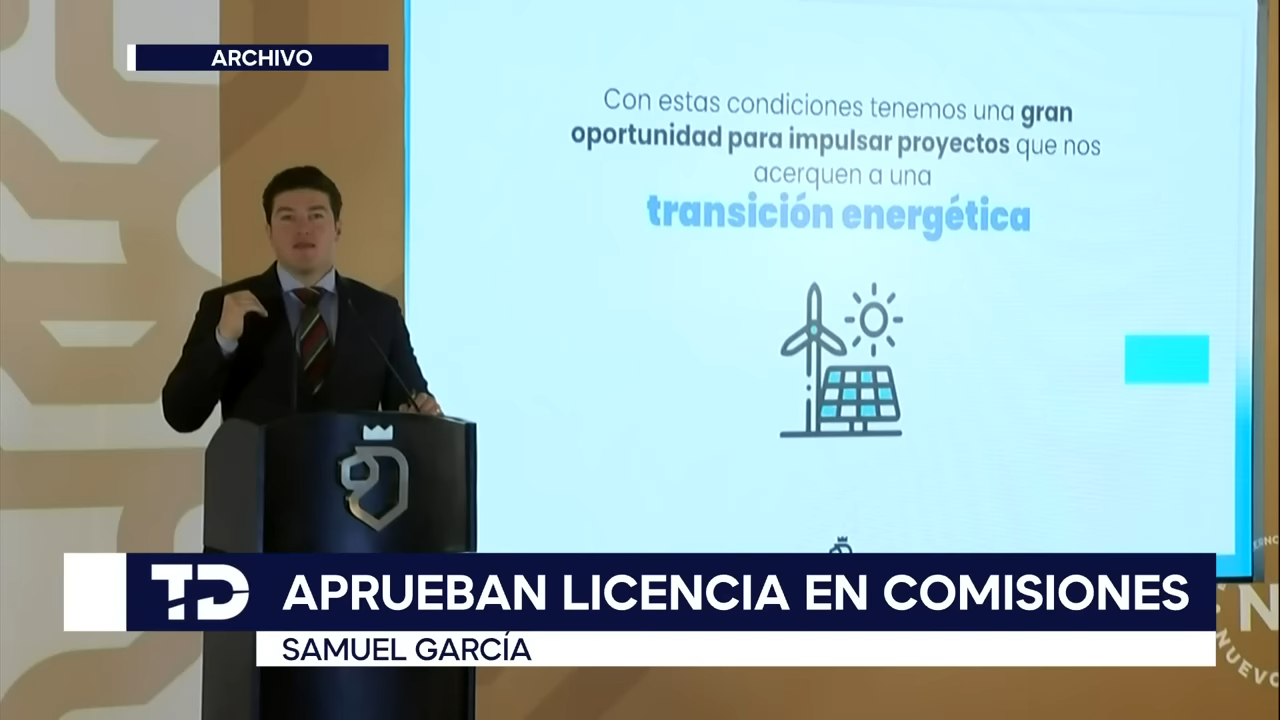 ARCHIVO
Con estas condiciones tenemos una gran
oportunidad para impulsar proyectos que nos
acerquen a una
transición energética
TD
APRUEBAN LICENCIA EN COMISIONES
SAMUEL GARCÍA
NUEVO